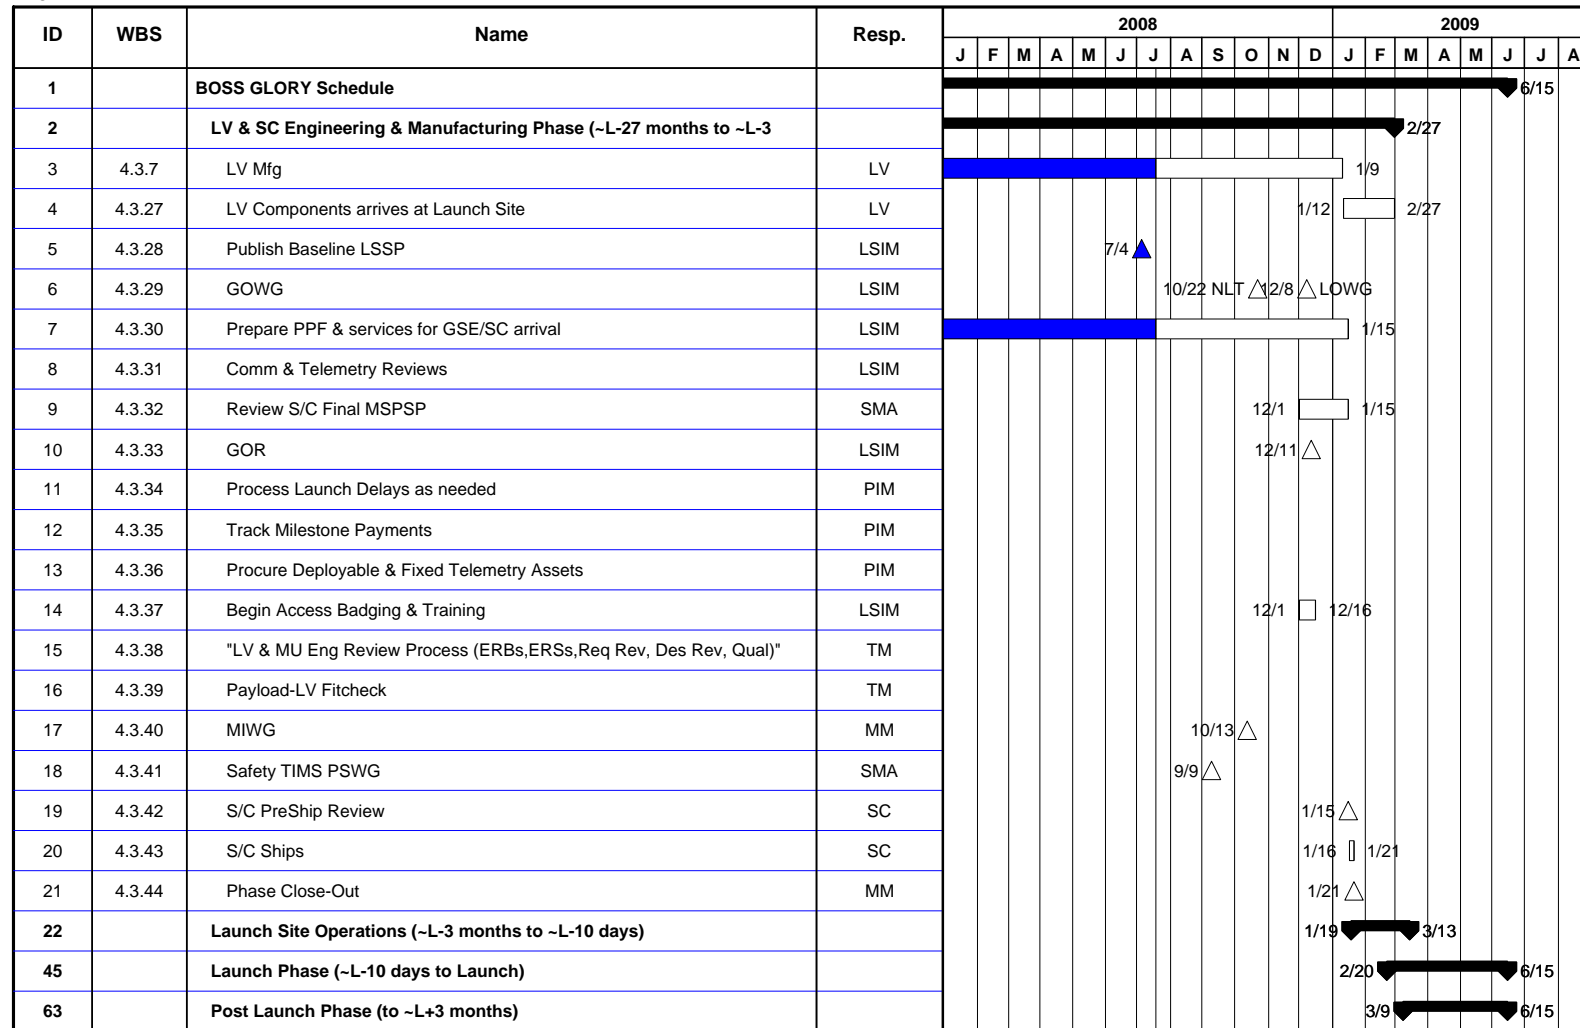 ID WBS Name Resp. 2008 2009
J F M A M J J A S O N D J F M A M J J A
1 BOSS GLORY Schedule 6/15
2 LV & SC Engineering & Manufacturing Phase (~L-27 months to ~L-3 2/27
3 4.3.7 LV Mfg LV 1/9
4 4.3.27 LV Components arrives at Launch Site LV 1/12 2/27
5 4.3.28 Publish Baseline LSSP LSIM 7/4
6 4.3.29 GOWG LSIM 10/22 NLT 12/8 LOWG
7 4.3.30 Prepare PPF & services for GSE/SC arrival LSIM 1/15
8 4.3.31 Comm & Telemetry Reviews LSIM
9 4.3.32 Review S/C Final MSPSP SMA 12/1 1/15
10 4.3.33 GOR LSIM 12/11
11 4.3.34 Process Launch Delays as needed PIM
12 4.3.35 Track Milestone Payments PIM
13 4.3.36 Procure Deployable & Fixed Telemetry Assets PIM
14 4.3.37 Begin Access Badging & Training LSIM 12/1 12/16
15 4.3.38 "LV & MU Eng Review Process (ERBs,ERSs,Req Rev, Des Rev, Qual)" TM
16 4.3.39 Payload-LV Fitcheck TM
17 4.3.40 MIWG MM 10/13
18 4.3.41 Safety TIMS PSWG SMA 9/9
19 4.3.42 S/C PreShip Review SC 1/15
20 4.3.43 S/C Ships SC 1/16 1/21
21 4.3.44 Phase Close-Out MM 1/21
22 Launch Site Operations (~L-3 months to ~L-10 days) 1/19 3/13
45 Launch Phase (~L-10 days to Launch) 2/20 6/15
63 Post Launch Phase (to ~L+3 months) 3/9 6/15